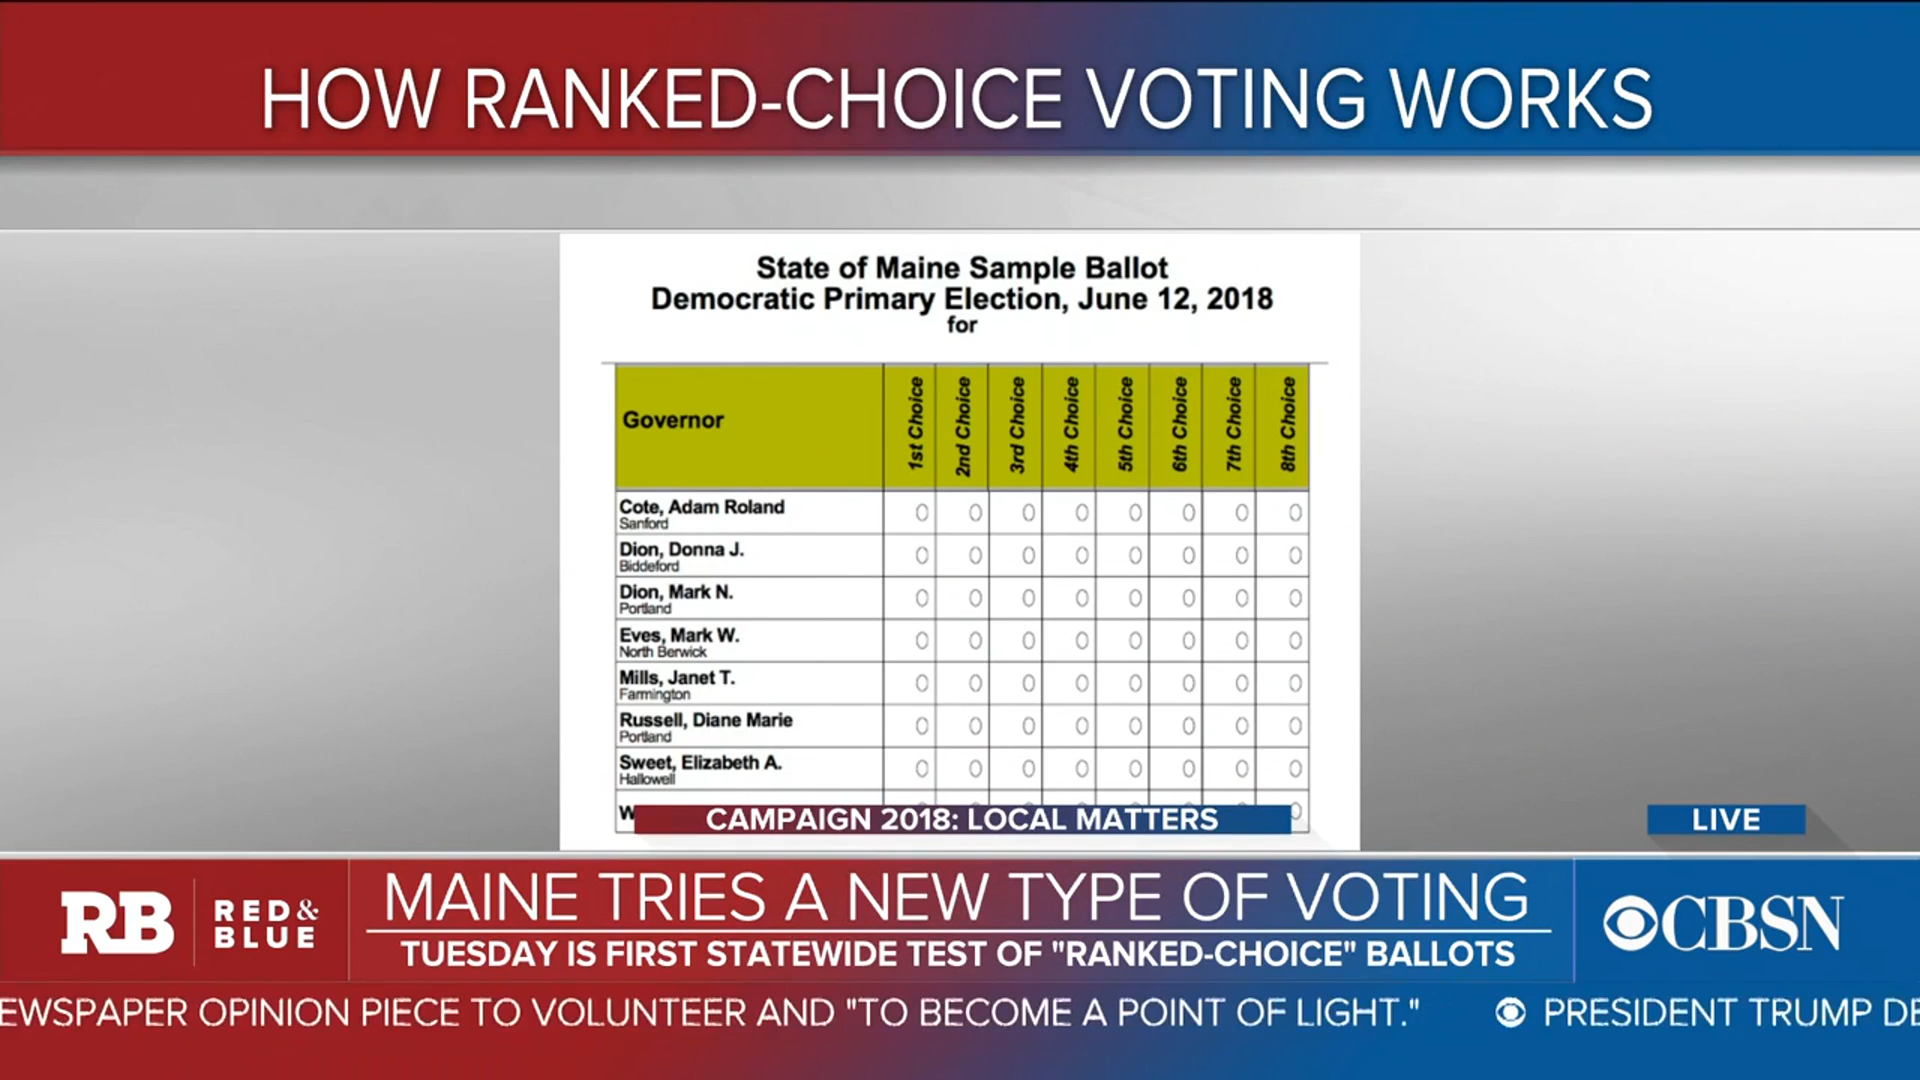 HOW RANKED-CHOICE VOTING WORKS
State of Maine Sample Ballot
Democratic Primary Election, June 12, 2018
for
Governor 1st Choice 2nd Choice 3rd Choice 4th Choice 5th Choice 6th Choice 7th Choice 8th Choice
Cote, Adam Roland
Sanford
Dion, Donna J.
Biddeford
Dion, Mark N.
Portland
Eves, Mark W.
North Berwick
Mills, Janet T.
Farmington
Russell, Diane Marie
Portland
Sweet, Elizabeth A.
Hallowell
CAMPAIGN 2018: LOCAL MATTERS
LIVE
RB RED & BLUE
MAINE TRIES A NEW TYPE OF VOTING
TUESDAY IS FIRST STATEWIDE TEST OF "RANKED-CHOICE" BALLOTS
CBSN
EWSPAPER OPINION PIECE TO VOLUNTEER AND "TO BECOME A POINT OF LIGHT." PRESIDENT TRUMP DE